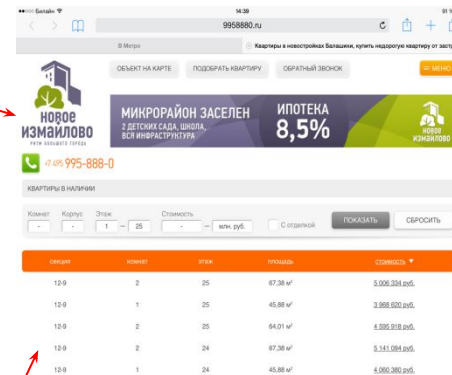 ●●○○○ Билайн 14:39 91 %
9958880.ru
В Метро
Квартиры в новостройках Балашихи, купить недорогую квартиру от застр
ОБЪЕКТ НА КАРТЕ ПОДОБРАТЬ КВАРТИРУ ОБРАТНЫЙ ЗВОНОК МЕНЮ
НОВОЕ
ИЗМАЙЛОВО
РИТМ БОЛЬШОГО ГОРОДА
МИКРОРАЙОН ЗАСЕЛЕН
2 ДЕТСКИХ САДА, ШКОЛА,
ВСЯ ИНФРАСТРУКТУРА
ИПОТЕКА
8,5%
НОВОЕ
ИЗМАЙЛОВО
+7 495 995-888-0
КВАРТИРЫ В НАЛИЧИИ
Комнат Корпус Этаж Стоимость
- - 1 — 25 - — млн. руб. С отделкой ПОКАЗАТЬ СБРОСИТЬ
СЕКЦИЯ КОМНАТ ЭТАЖ ПЛОЩАДЬ СТОИМОСТЬ ▼
12-9 2 25 67,38 м² 5 006 334 руб.
12-9 1 25 45,88 м² 3 968 620 руб.
12-9 2 25 64,01 м² 4 595 918 руб.
12-9 2 24 67,38 м² 5 141 094 руб.
12-9 1 24 45,88 м² 4 060 380 руб.